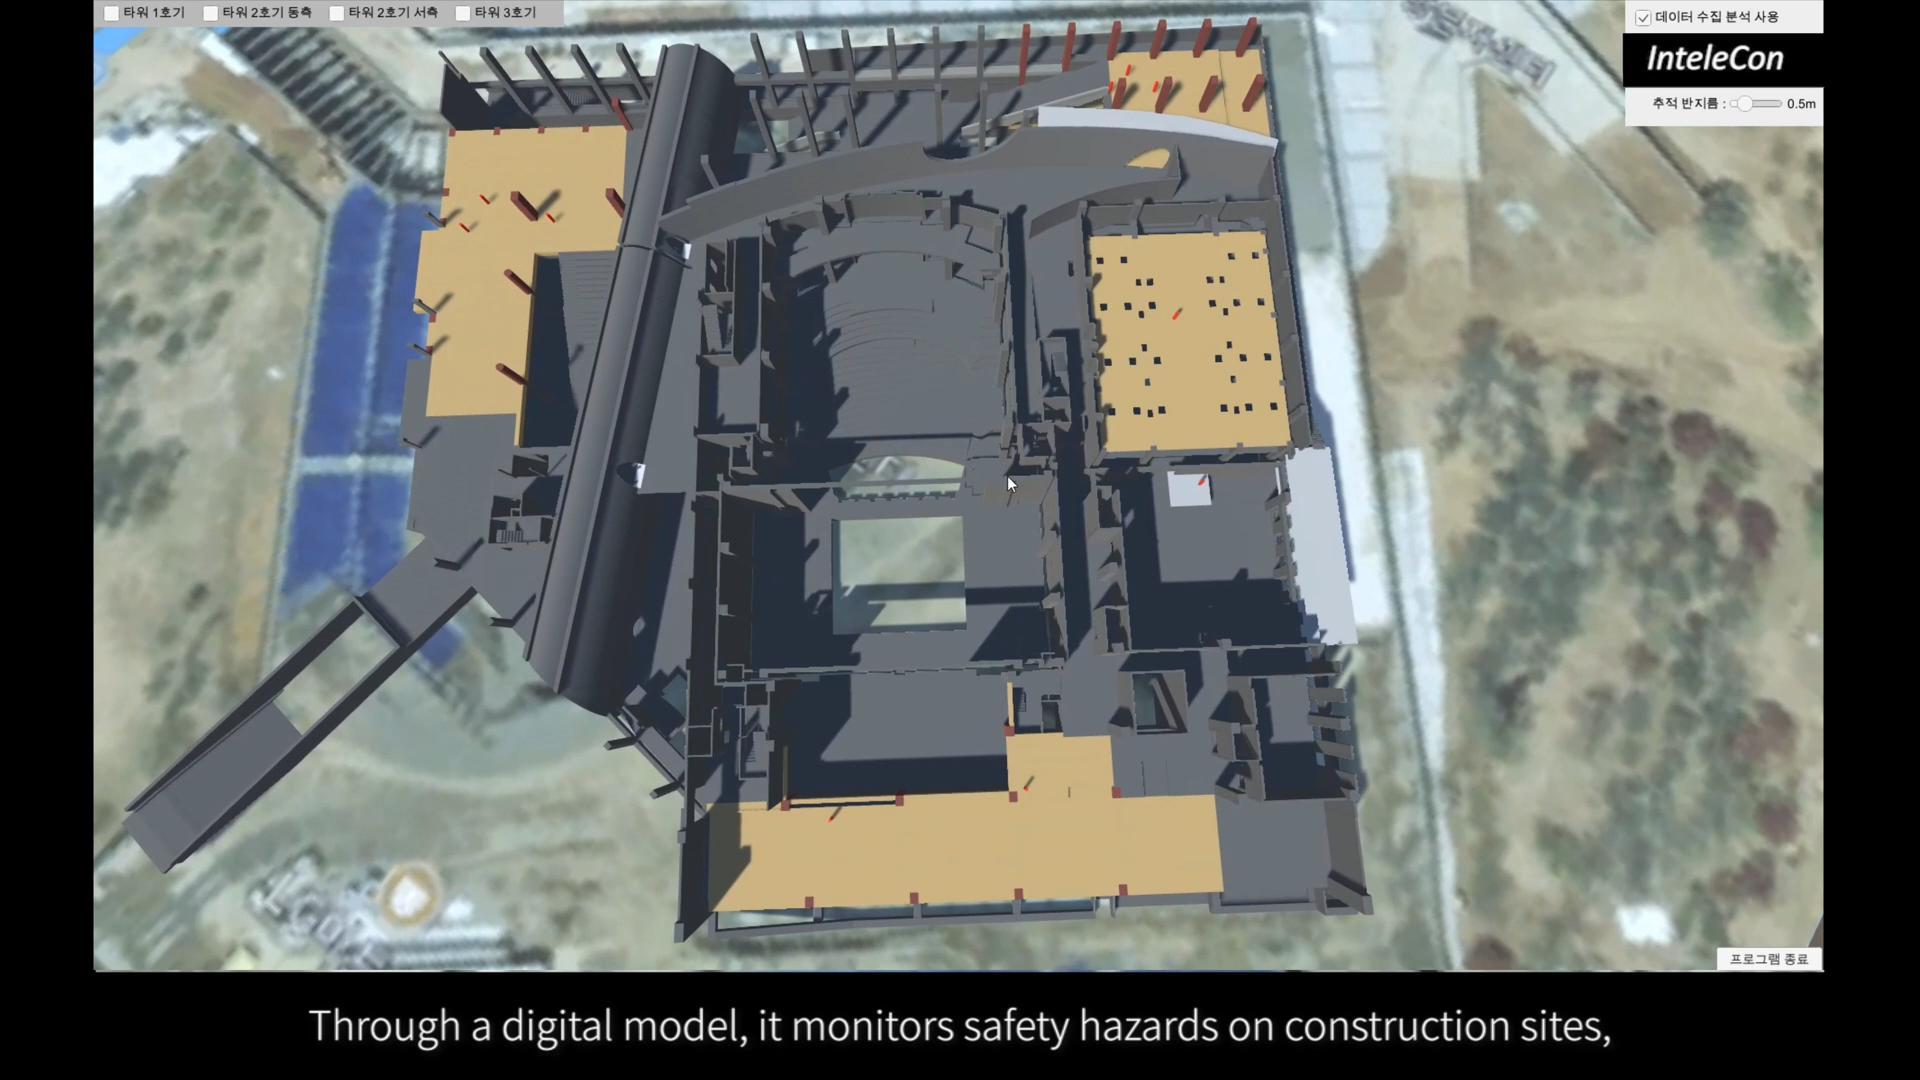 타워 1호기 타워 2호기 동측 타워 2호기 서측 타워 3호기
데이터 수집 분석 사용
InteleCon
추적 반지름 : 0.5m
프로그램 종료
Through a digital model, it monitors safety hazards on construction sites,